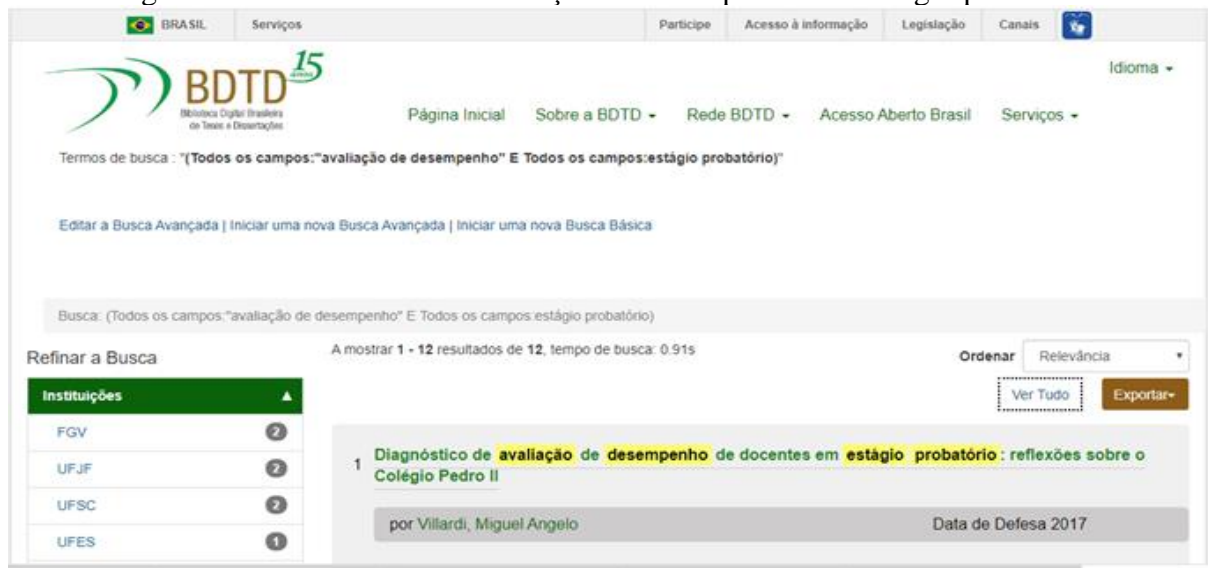 BRASIL Serviços Participe Acesso à informação Legislação Canais
15
anos
BDTD
Biblioteca Digital Brasileira
de Teses e Dissertações
Idioma
Página Inicial Sobre a BDTD Rede BDTD Acesso Aberto Brasil Serviços
Termos de busca : "(Todos os campos:"avaliação de desempenho" E Todos os campos:estágio probatório)"
Editar a Busca Avançada | Iniciar uma nova Busca Avançada | Iniciar uma nova Busca Básica
Busca: (Todos os campos:"avaliação de desempenho" E Todos os campos:estágio probatório)
Refinar a Busca
A mostrar 1 - 12 resultados de 12, tempo de busca: 0.91s
Ordenar Relevância
Instituições
Ver Tudo Exportar
FGV 2
UFJF 2
UFSC 2
UFES 1
1 Diagnóstico de avaliação de desempenho de docentes em estágio probatório : reflexões sobre o
Colégio Pedro II
por Villardi, Miguel Angelo Data de Defesa 2017